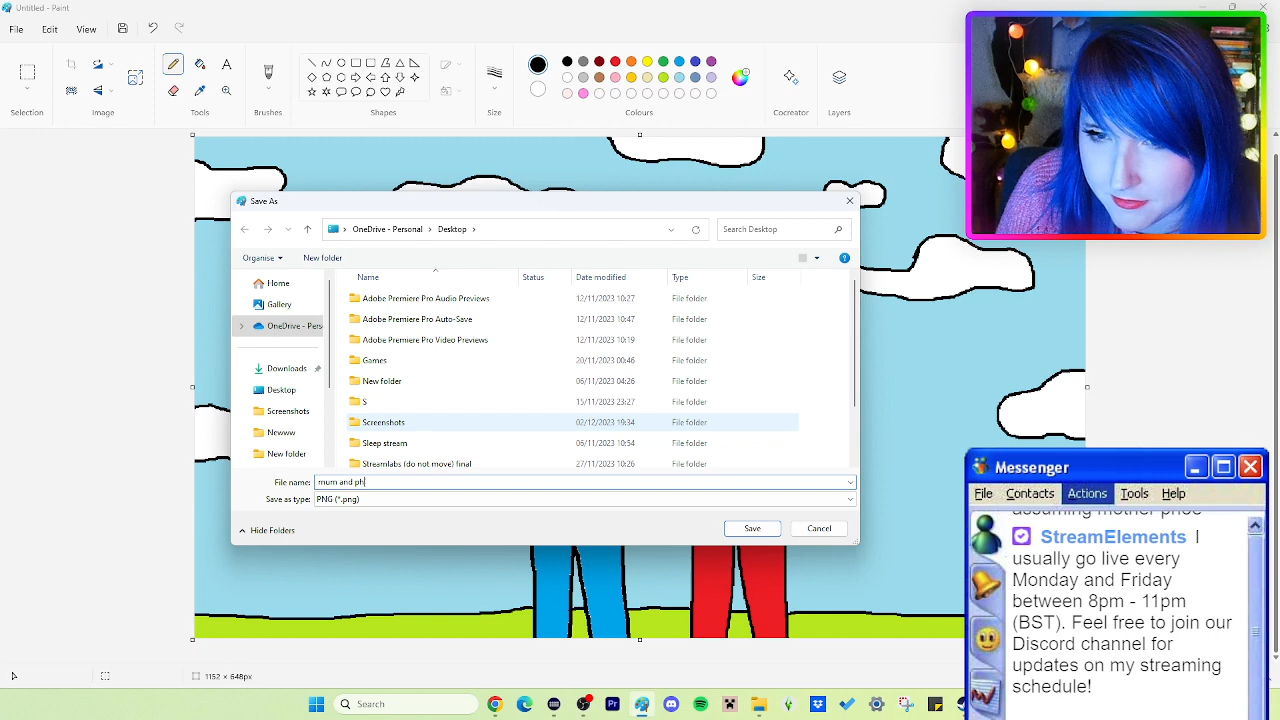 Untitled - Paint
File Edit View
Selection Image Tools Brushes Shapes Size Colours Cocreator Layers
Save As
OneDrive - Personal > Desktop >
Search Desktop
Organise New folder
Name Status Date modified Type Size
Home
Gallery
OneDrive - Pers
Downloads
Desktop
Screenshots
Newww
New folder
Adobe Premiere Pro Audio Previews 12/11/2023 10:27 File folder
Adobe Premiere Pro Auto-Save 12/11/2023 10:47 File folder
Adobe Premiere Pro Video Previews 12/11/2023 10:19 File folder
Games 20/11/2023 00:46 File folder
New folder 06/11/2023 04:26 File folder
S 15/11/2023 23:27 File folder
Screenshots 02/12/2023 19:34 File folder
Sleep stream 06/11/2023 10:54 File folder
Streamlabs (do not move) final 27/11/2023 10:26 File folder
File name: mum and ph
Save as type: PNG (*.png)
Hide Folders
Save Cancel
1152 × 648px
Search
Pr
Messenger
File Contacts Actions Tools Help
assuming mother phoe
StreamElements I
usually go live every
Monday and Friday
between 8pm - 11pm
(BST). Feel free to join our
Discord channel for
updates on my streaming
schedule!